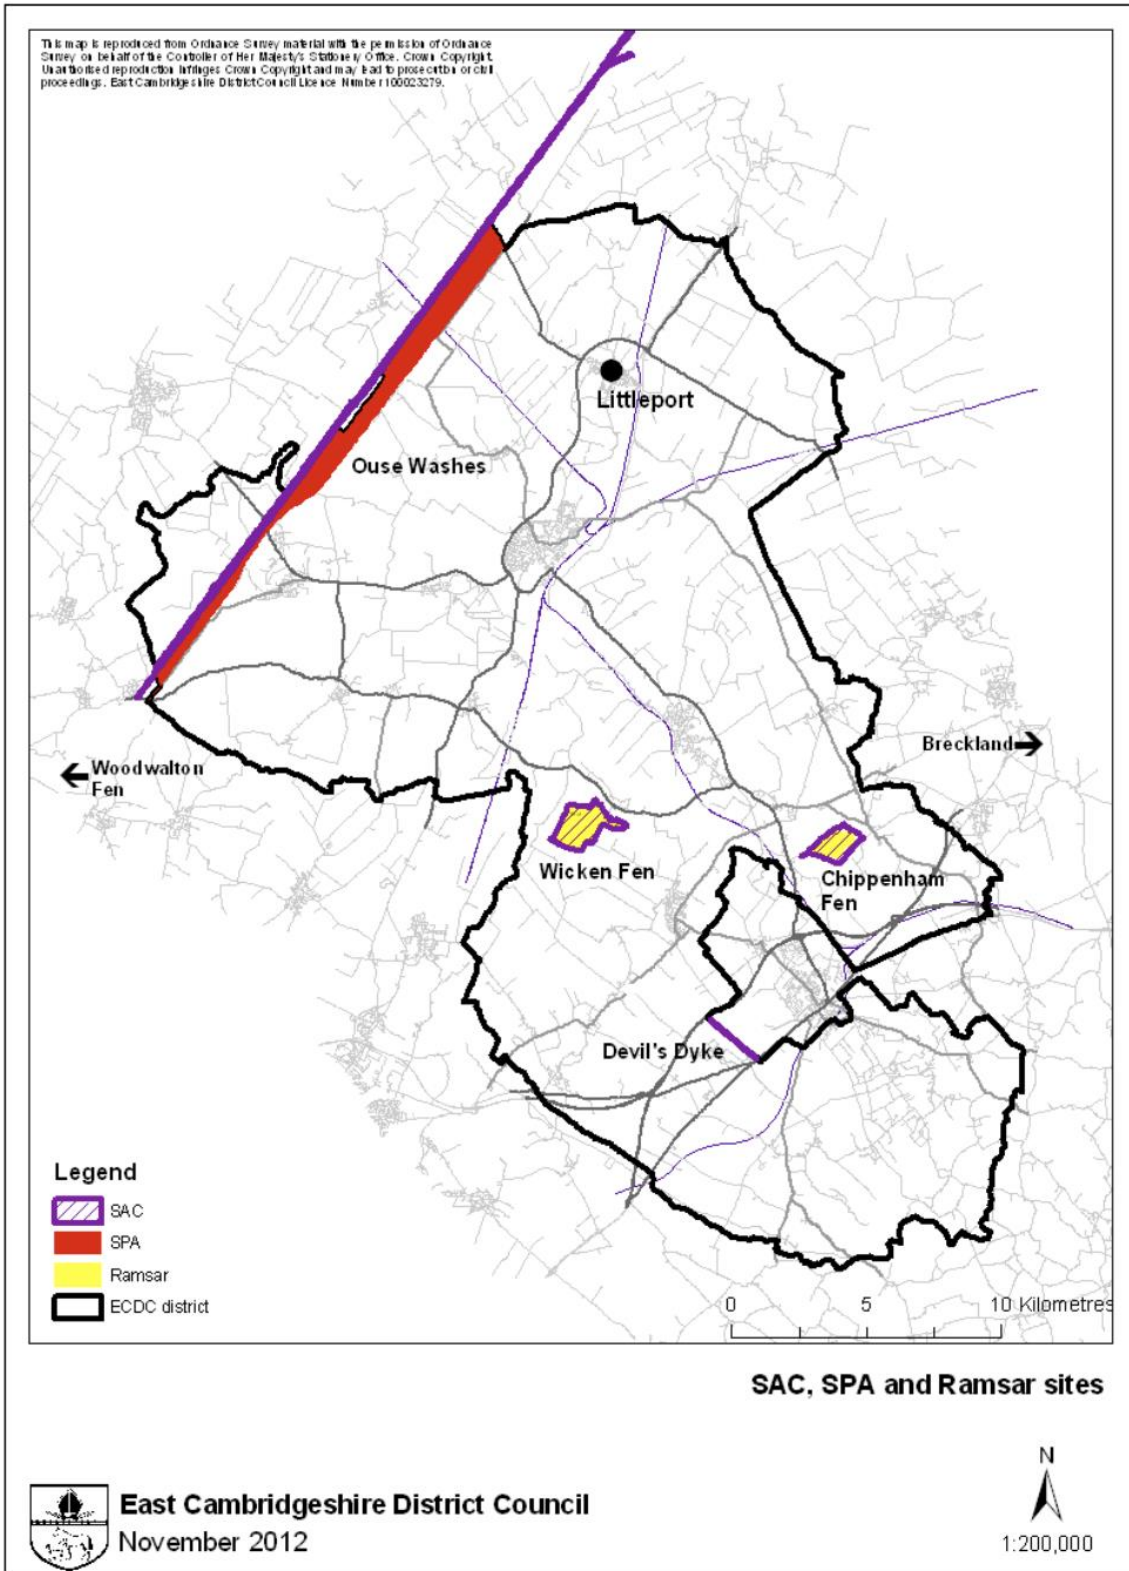 This map is reproduced from Ordnance Survey material with the permission of Ordnance
Survey on behalf of the Controller of Her Majesty's Stationery Office. Crown Copyright.
Unauthorised reproduction infringes Crown Copyright and may lead to prosecution or civil
proceedings. East Cambridgeshire District Council Licence Number 100023279.
Littleport
Ouse Washes
Breckland
Woodwalton
Fen
Wicken Fen
Chippenham
Fen
Devil's Dyke
Legend
SAC
SPA
Ramsar
ECDC district
0 5 10 Kilometres
SAC, SPA and Ramsar sites
N
East Cambridgeshire District Council
November 2012
1:200,000